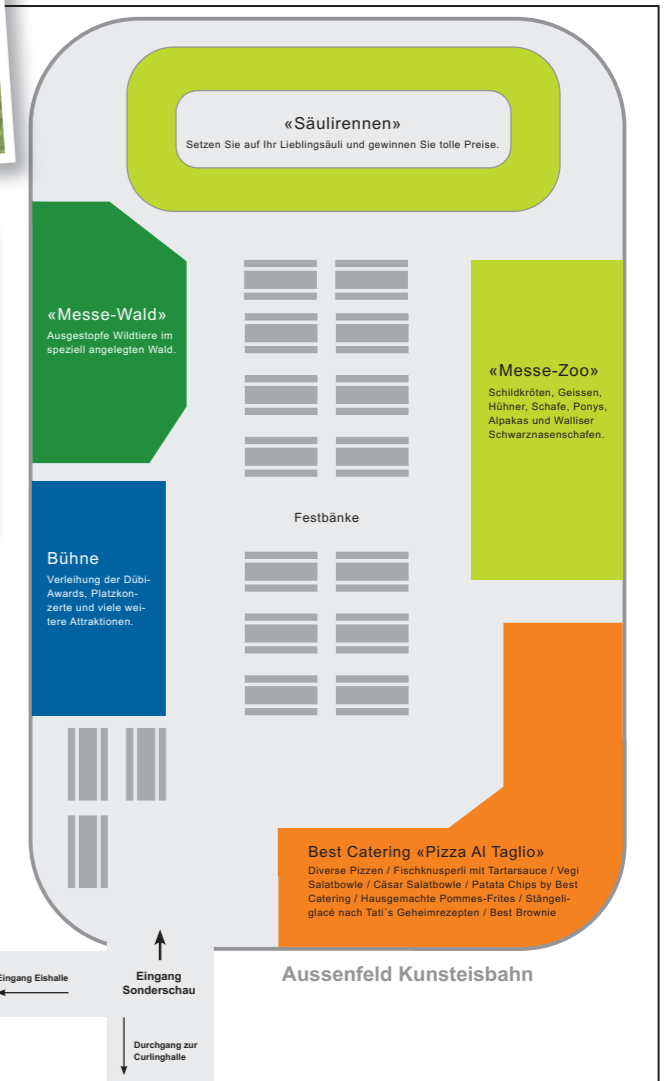 «Säulirennen»
Setzen Sie auf Ihr Lieblingsäuli und gewinnen Sie tolle Preise.
«Messe-Wald»
Ausgestopfe Wildtiere im
speziell angelegten Wald.
«Messe-Zoo»
Schildkröten, Geissen,
Hühner, Schafe, Ponys,
Alpakas und Walliser
Schwarznasenschafen.
Festbänke
Bühne
Verleihung der Dübi-
Awards, Platzkon-
zerte und viele wei-
tere Attraktionen.
Best Catering «Pizza Al Taglio»
Diverse Pizzen / Fischknusperli mit Tartarsauce / Vegi
Salatbowle / Cäsar Salatbowle / Patata Chips by Best
Catering / Hausgemachte Pommes-Frites / Stängeli-
glacé nach Tati´s Geheimrezepten / Best Brownie
Aussenfeld Kunsteisbahn
Eingang Eishalle
Eingang
Sonderschau
Durchgang zur
Curlinghalle